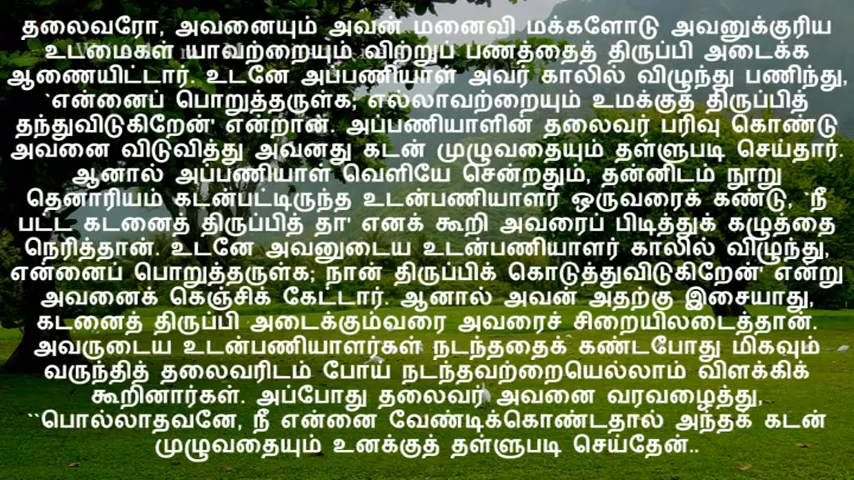 தலைவரோ, அவனையும் அவன் மனைவி மக்களோடு அவனுக்குரிய
உடமைகள் யாவற்றையும் விற்றுப் பணத்தைத் திருப்பி அடைக்க
ஆணையிட்டார். உடனே அப்பணியாள் அவர் காலில் விழுந்து பணிந்து,
`என்னைப் பொறுத்தருள்க; எல்லாவற்றையும் உமக்குத் திருப்பித்
தந்துவிடுகிறேன்' என்றான். அப்பணியாளின் தலைவர் பரிவு கொண்டு
அவனை விடுவித்து அவனது கடன் முழுவதையும் தள்ளுபடி செய்தார்.
ஆனால் அப்பணியாள் வெளியே சென்றதும், தன்னிடம் நூறு
தெனாரியம் கடன்பட்டிருந்த உடன்பணியாளர் ஒருவரைக் கண்டு, `நீ
பட்ட கடனைத் திருப்பித் தா' எனக் கூறி அவரைப் பிடித்துக் கழுத்தை
நெரித்தான். உடனே அவனுடைய உடன்பணியாளர் காலில் விழுந்து,
என்னைப் பொறுத்தருள்க; நான் திருப்பிக் கொடுத்துவிடுகிறேன்' என்று
அவனைக் கெஞ்சிக் கேட்டார். ஆனால் அவன் அதற்கு இசையாது,
கடனைத் திருப்பி அடைக்கும்வரை அவரைச் சிறையிலடைத்தான்.
அவருடைய உடன்பணியாளர்கள் நடந்ததைக் கண்டபோது மிகவும்
வருந்தித் தலைவரிடம் போய் நடந்தவற்றையெல்லாம் விளக்கிக்
கூறினார்கள். அப்போது தலைவர் அவனை வரவழைத்து,
``பொல்லாதவனே, நீ என்னை வேண்டிக்கொண்டதால் அந்தக் கடன்
முழுவதையும் உனக்குத் தள்ளுபடி செய்தேன்..